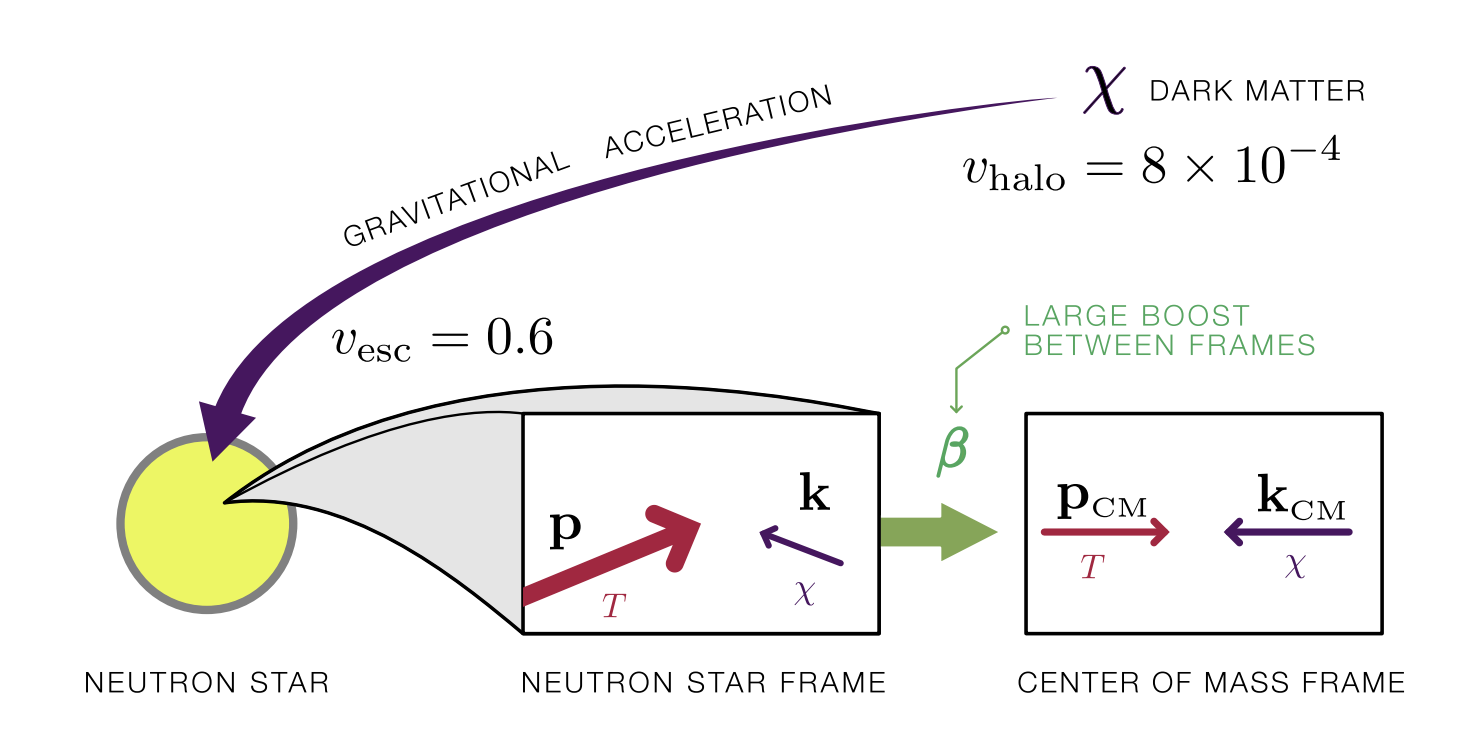 χ DARK MATTER
v_halo = 8 × 10^−4
GRAVITATIONAL ACCELERATION
v_esc = 0.6
LARGE BOOST
BETWEEN FRAMES
β
p
k
T
χ
p_CM
k_CM
T
χ
NEUTRON STAR
NEUTRON STAR FRAME
CENTER OF MASS FRAME